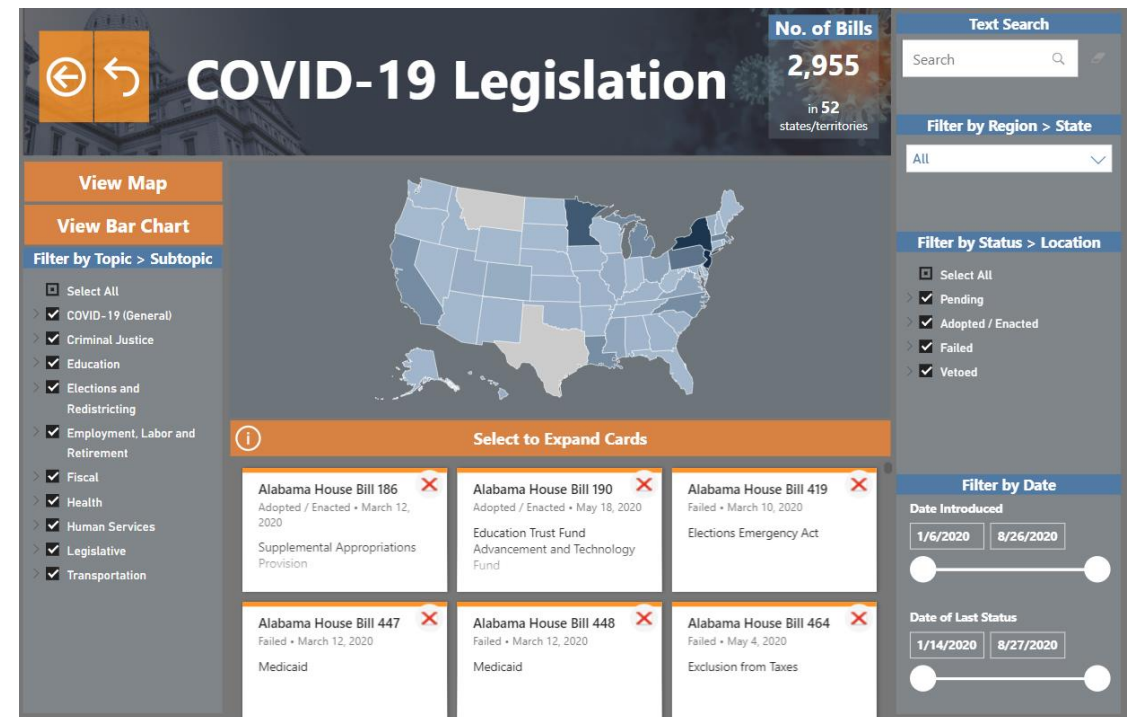 COVID-19 Legislation
No. of Bills
2,955
in 52
states/territories
View Map
View Bar Chart
Filter by Topic > Subtopic
Select All
COVID-19 (General)
Criminal Justice
Education
Elections and
Redistricting
Employment, Labor and
Retirement
Fiscal
Health
Human Services
Legislative
Transportation
Select to Expand Cards
Alabama House Bill 186
Adopted / Enacted • March 12,
2020
Supplemental Appropriations
Provision
Alabama House Bill 190
Adopted / Enacted • May 18, 2020
Education Trust Fund
Advancement and Technology
Fund
Alabama House Bill 419
Failed • March 10, 2020
Elections Emergency Act
Alabama House Bill 447
Failed • March 12, 2020
Medicaid
Alabama House Bill 448
Failed • March 12, 2020
Medicaid
Alabama House Bill 464
Failed • May 4, 2020
Exclusion from Taxes
Text Search
Search
Filter by Region > State
All
Filter by Status > Location
Select All
Pending
Adopted / Enacted
Failed
Vetoed
Filter by Date
Date Introduced
1/6/2020 8/26/2020
Date of Last Status
1/14/2020 8/27/2020